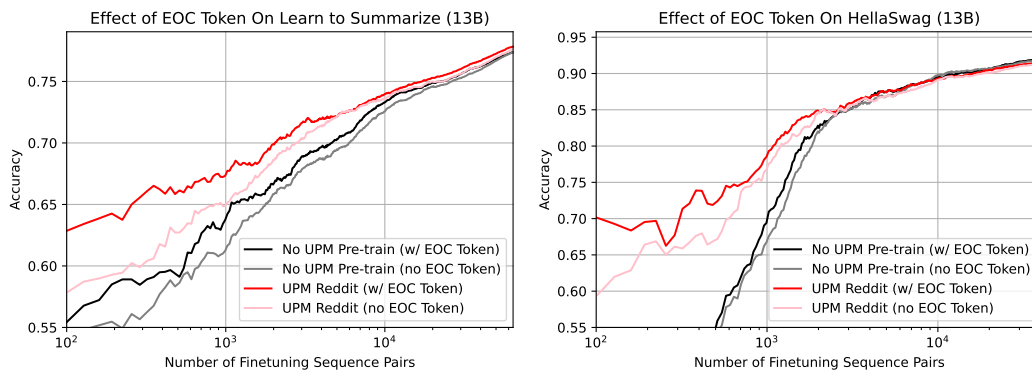 Effect of EOC Token On Learn to Summarize (13B)
Accuracy
0.75
0.70
0.65
0.60
0.55
10²
10³
10⁴
Number of Finetuning Sequence Pairs
No UPM Pre-train (w/ EOC Token)
No UPM Pre-train (no EOC Token)
UPM Reddit (w/ EOC Token)
UPM Reddit (no EOC Token)
Effect of EOC Token On HellaSwag (13B)
Accuracy
0.95
0.90
0.85
0.80
0.75
0.70
0.65
0.60
0.55
10²
10³
10⁴
Number of Finetuning Sequence Pairs
No UPM Pre-train (w/ EOC Token)
No UPM Pre-train (no EOC Token)
UPM Reddit (w/ EOC Token)
UPM Reddit (no EOC Token)